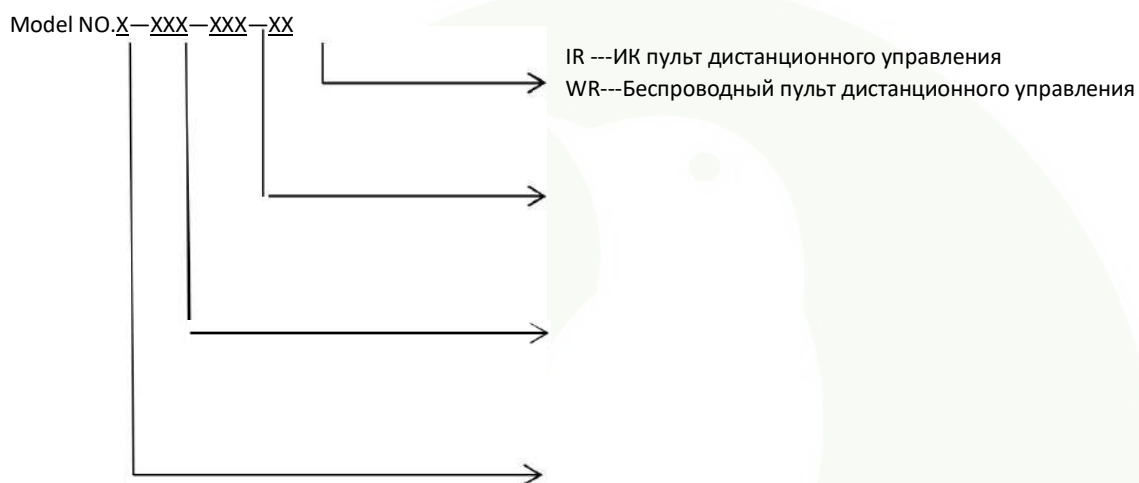 Model NO.X—XXX—XXX—XX
IR ---ИК пульт дистанционного управления
WR---Беспроводный пульт дистанционного управления